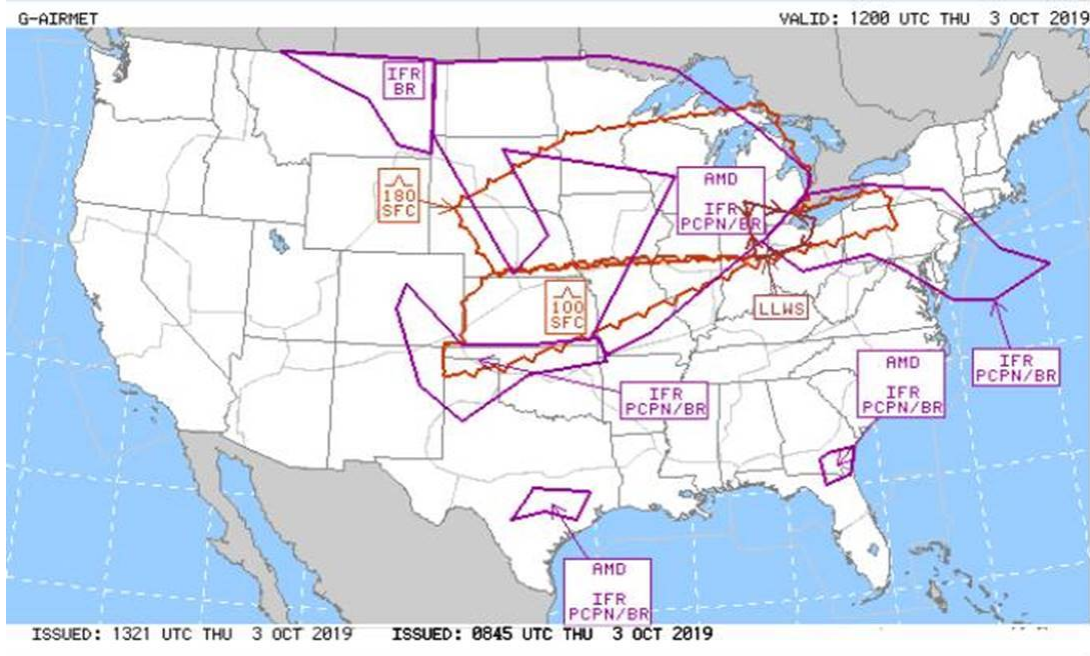 G-AIRMET
VALID: 1200 UTC THU 3 OCT 2019
IFR
BR
180
SFC
AMD
IFR
PCPN/BR
100
SFC
LLWS
IFR
PCPN/BR
AMD
IFR
PCPN/BR
IFR
PCPN/BR
AMD
IFR
PCPN/BR
ISSUED: 1321 UTC THU 3 OCT 2019
ISSUED: 0845 UTC THU 3 OCT 2019